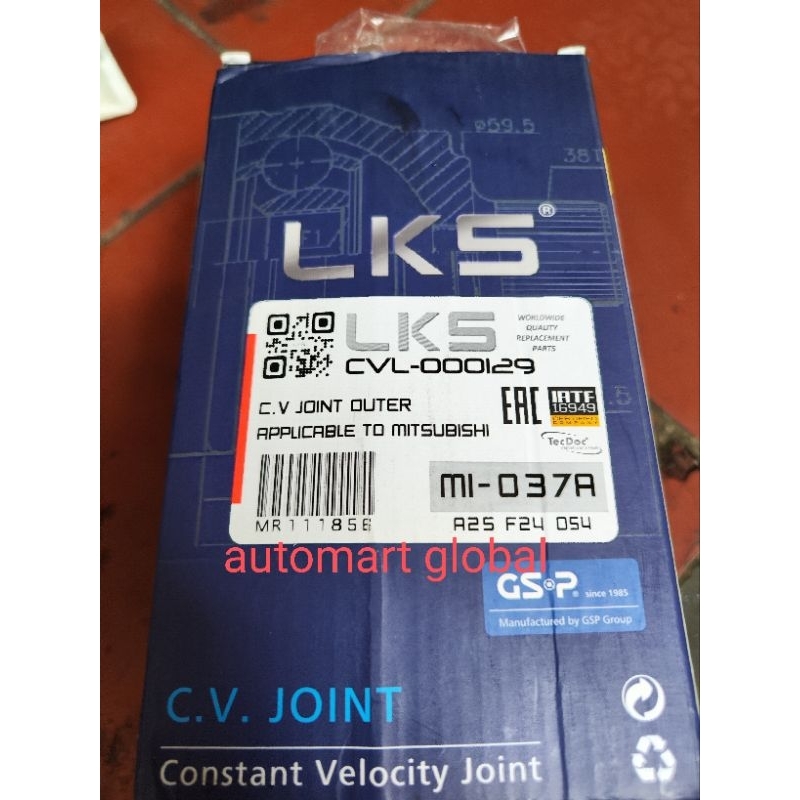 ø59.5
38T
LKS®
LKS
WORLDWIDE
QUALITY
REPLACEMENT
PARTS
CVL-000129
C.V JOINT OUTER
APPLICABLE TO MITSUBISHI
EAC
IATF
16949
TecDoc
MR111856
MI-037A
A25 F24 054
automart global
GSP® since 1985
Manufactured by GSP Group
C.V. JOINT
Constant Velocity Joint